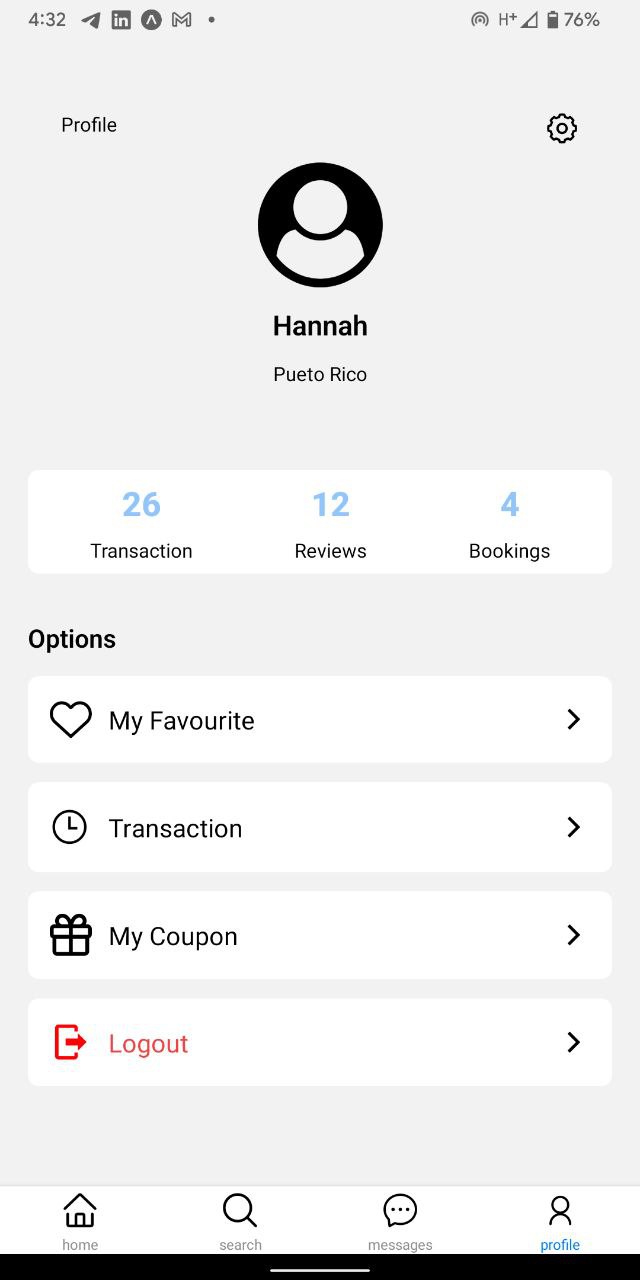 4:32 in M • H+ 76%
Profile
Hannah
Pueto Rico
26 12 4
Transaction Reviews Bookings
Options
My Favourite
Transaction
My Coupon
Logout
home search messages profile